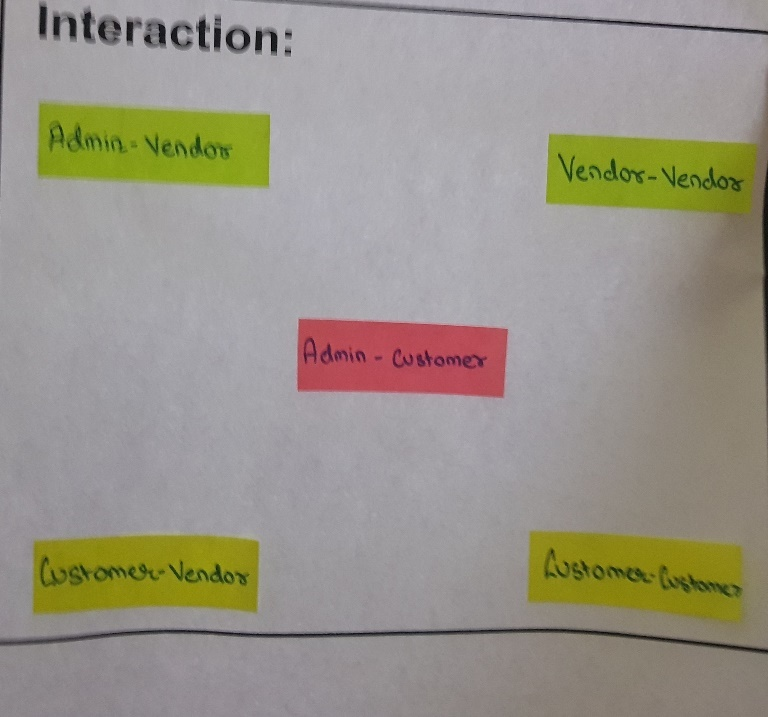 Interaction:
Admin-Vendor
Vendor-Vendor
Admin - Customer
Customer-Vendor
Customer-Customer